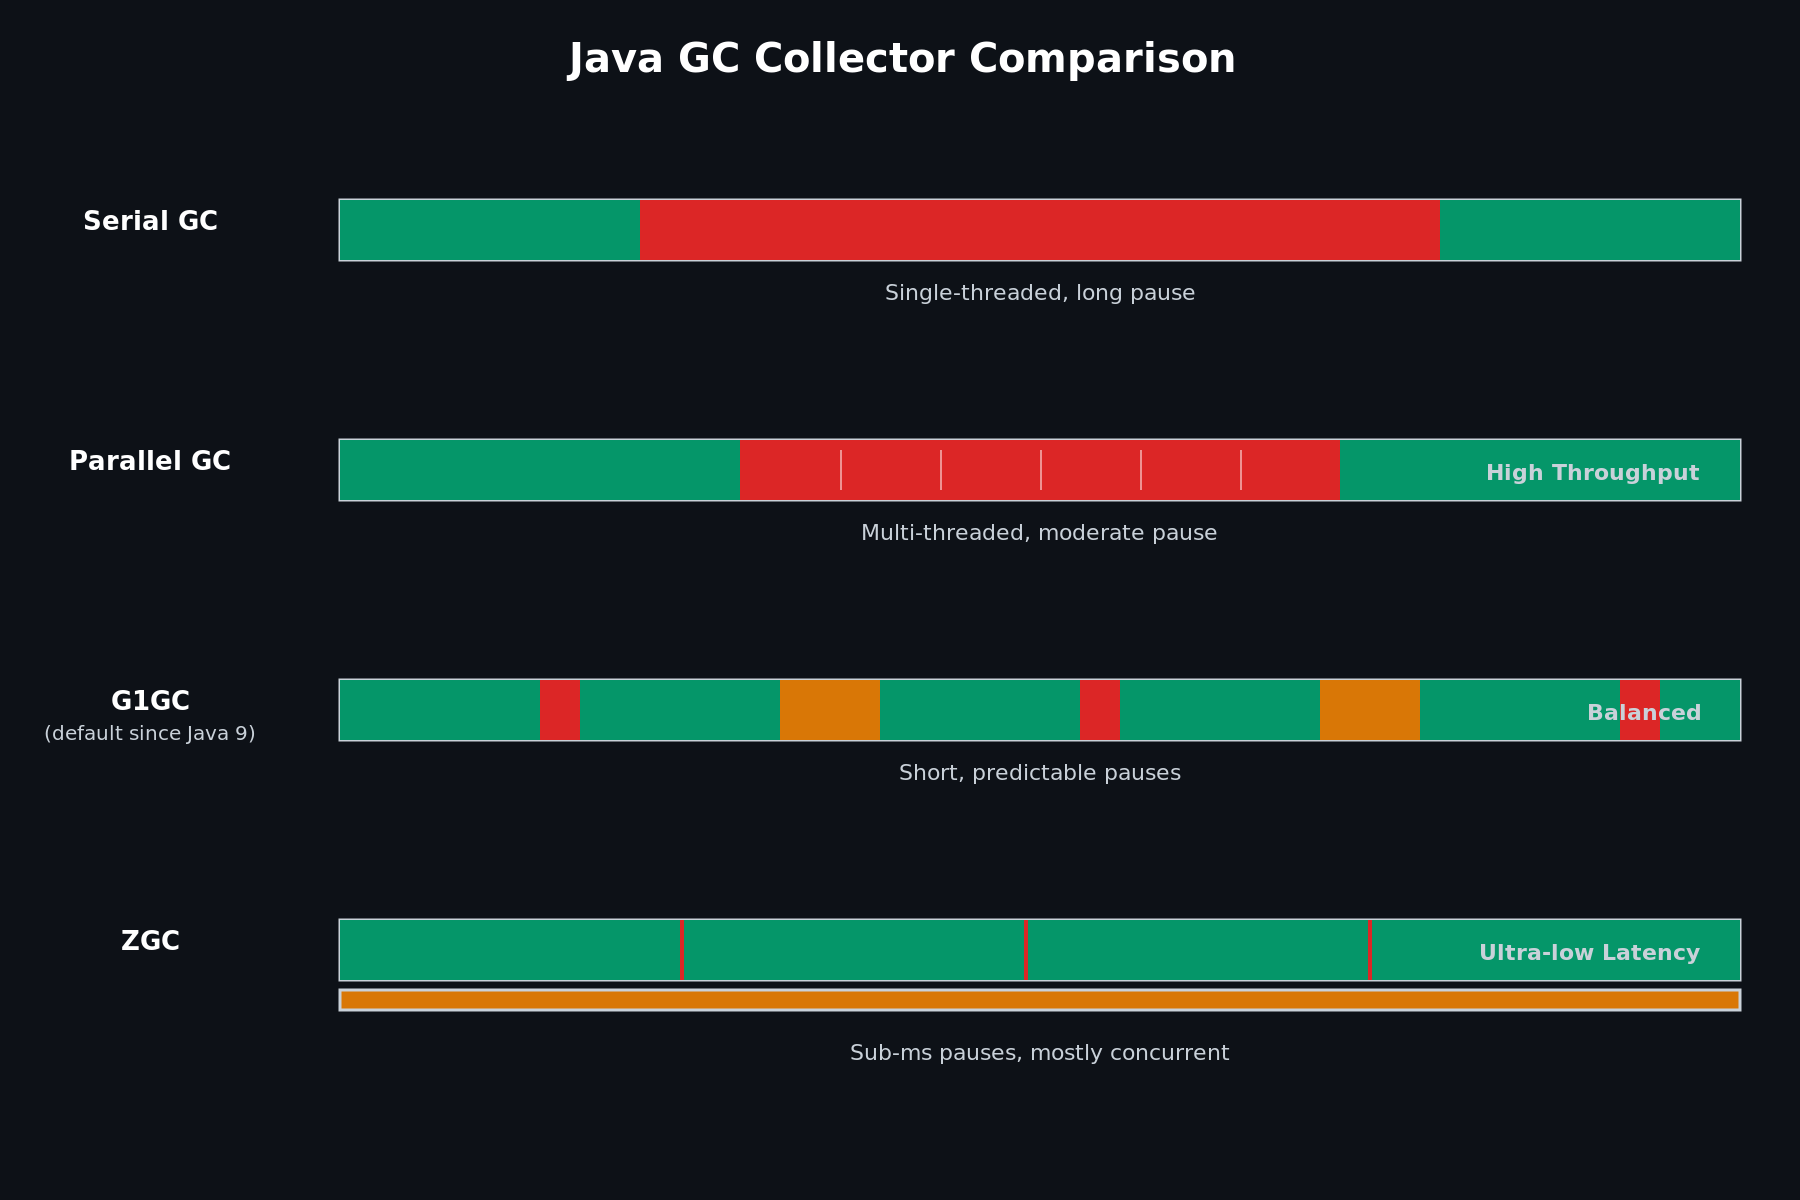 Java GC Collector Comparison
Serial GC
Single-threaded, long pause
Parallel GC
High Throughput
Multi-threaded, moderate pause
G1GC
(default since Java 9)
Balanced
Short, predictable pauses
ZGC
Ultra-low Latency
Sub-ms pauses, mostly concurrent